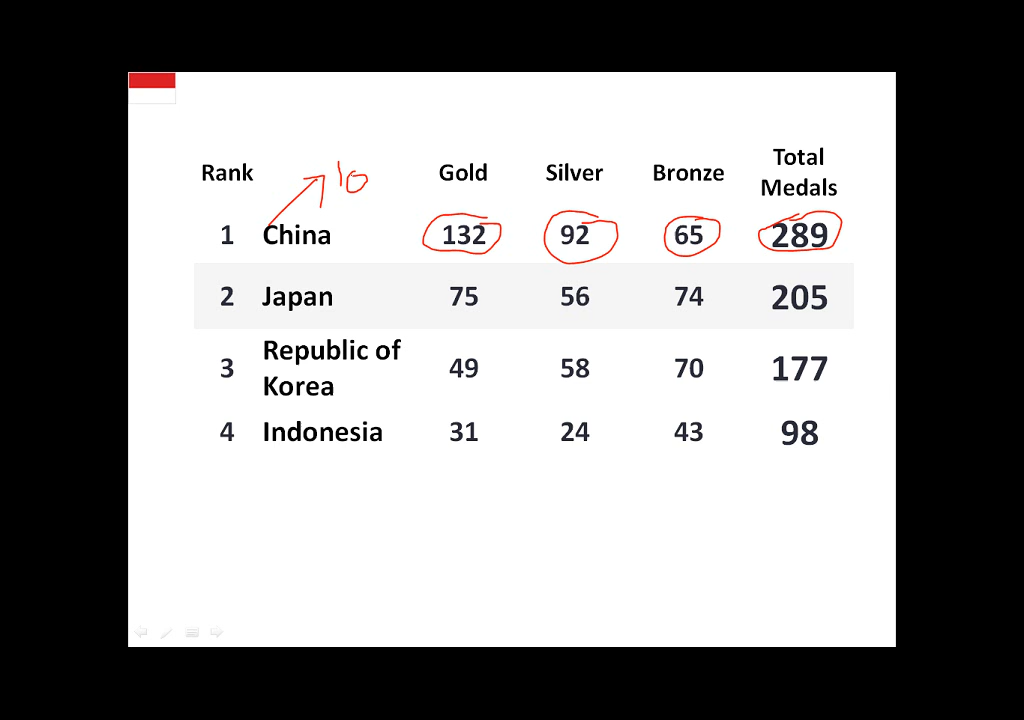 Rank Gold Silver Bronze Total Medals
10
1 China 132 92 65 289
2 Japan 75 56 74 205
3 Republic of Korea 49 58 70 177
4 Indonesia 31 24 43 98